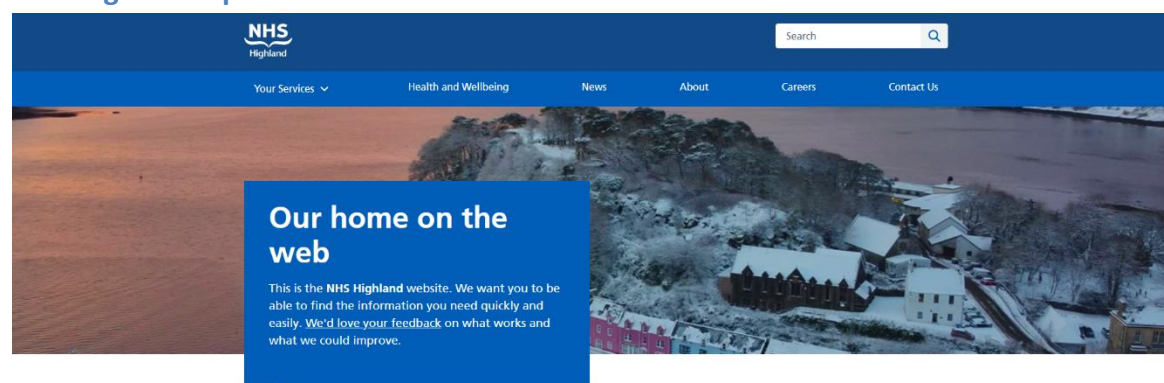 NHS
Highland
Search
Your Services
Health and Wellbeing
News
About
Careers
Contact Us
Our home on the
web
This is the NHS Highland website. We want you to be
able to find the information you need quickly and
easily. We'd love your feedback on what works and
what we could improve.